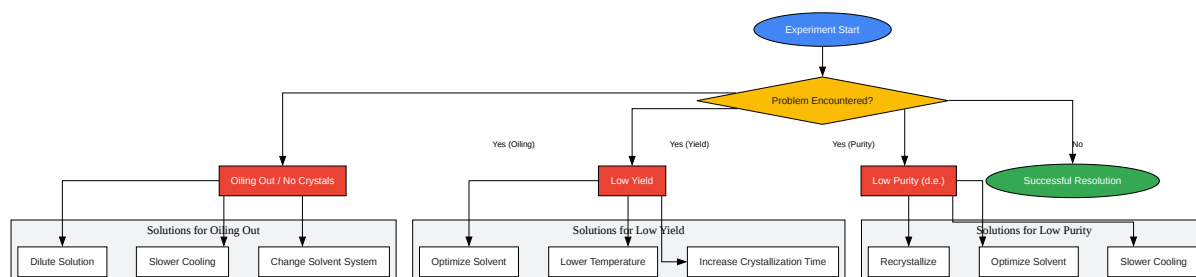 Experiment Start
Problem Encountered?
Yes (Oiling)
Yes (Yield)
Yes (Purity)
No
Oiling Out / No Crystals
Low Yield
Low Purity (d.e.)
Successful Resolution
Solutions for Oiling Out
Solutions for Low Yield
Solutions for Low Purity
Dilute Solution
Slower Cooling
Change Solvent System
Optimize Solvent
Lower Temperature
Increase Crystallization Time
Recrystallize
Optimize Solvent
Slower Cooling